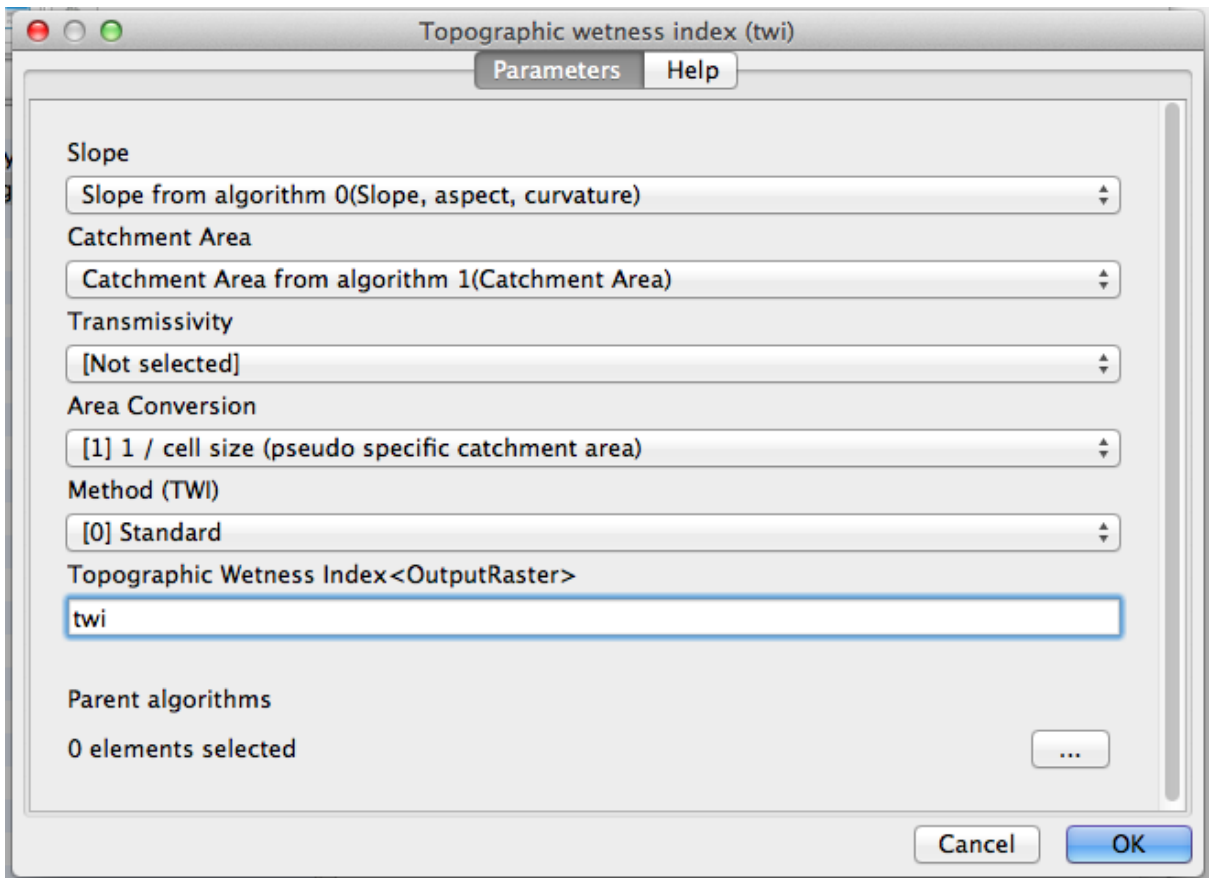 Topographic wetness index (twi)
Parameters Help
Slope
Slope from algorithm 0(Slope, aspect, curvature)
Catchment Area
Catchment Area from algorithm 1(Catchment Area)
Transmissivity
[Not selected]
Area Conversion
[1] 1 / cell size (pseudo specific catchment area)
Method (TWI)
[0] Standard
Topographic Wetness Index<OutputRaster>
twi
Parent algorithms
0 elements selected ...
Cancel OK